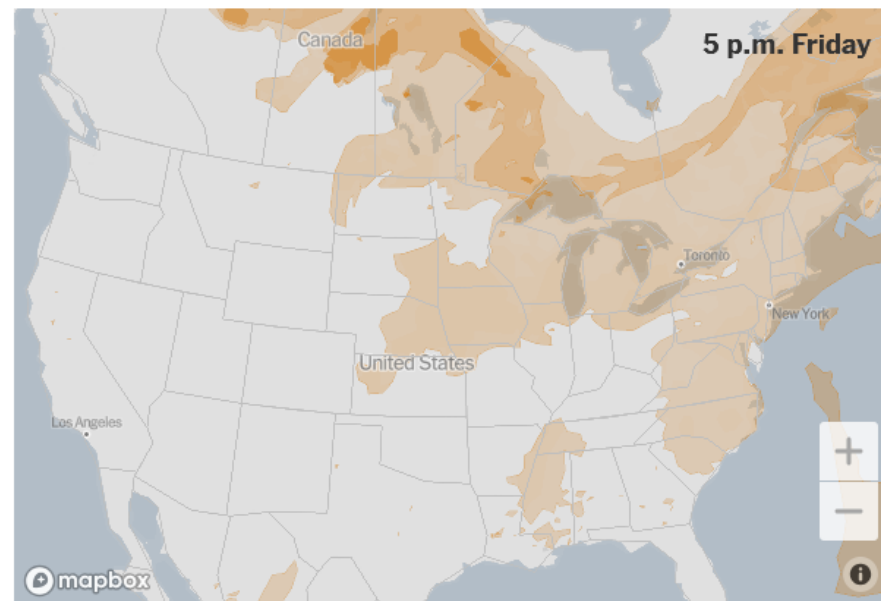 Canada
5 p.m. Friday
Toronto
New York
United States
Los Angeles
+
−
mapbox
i